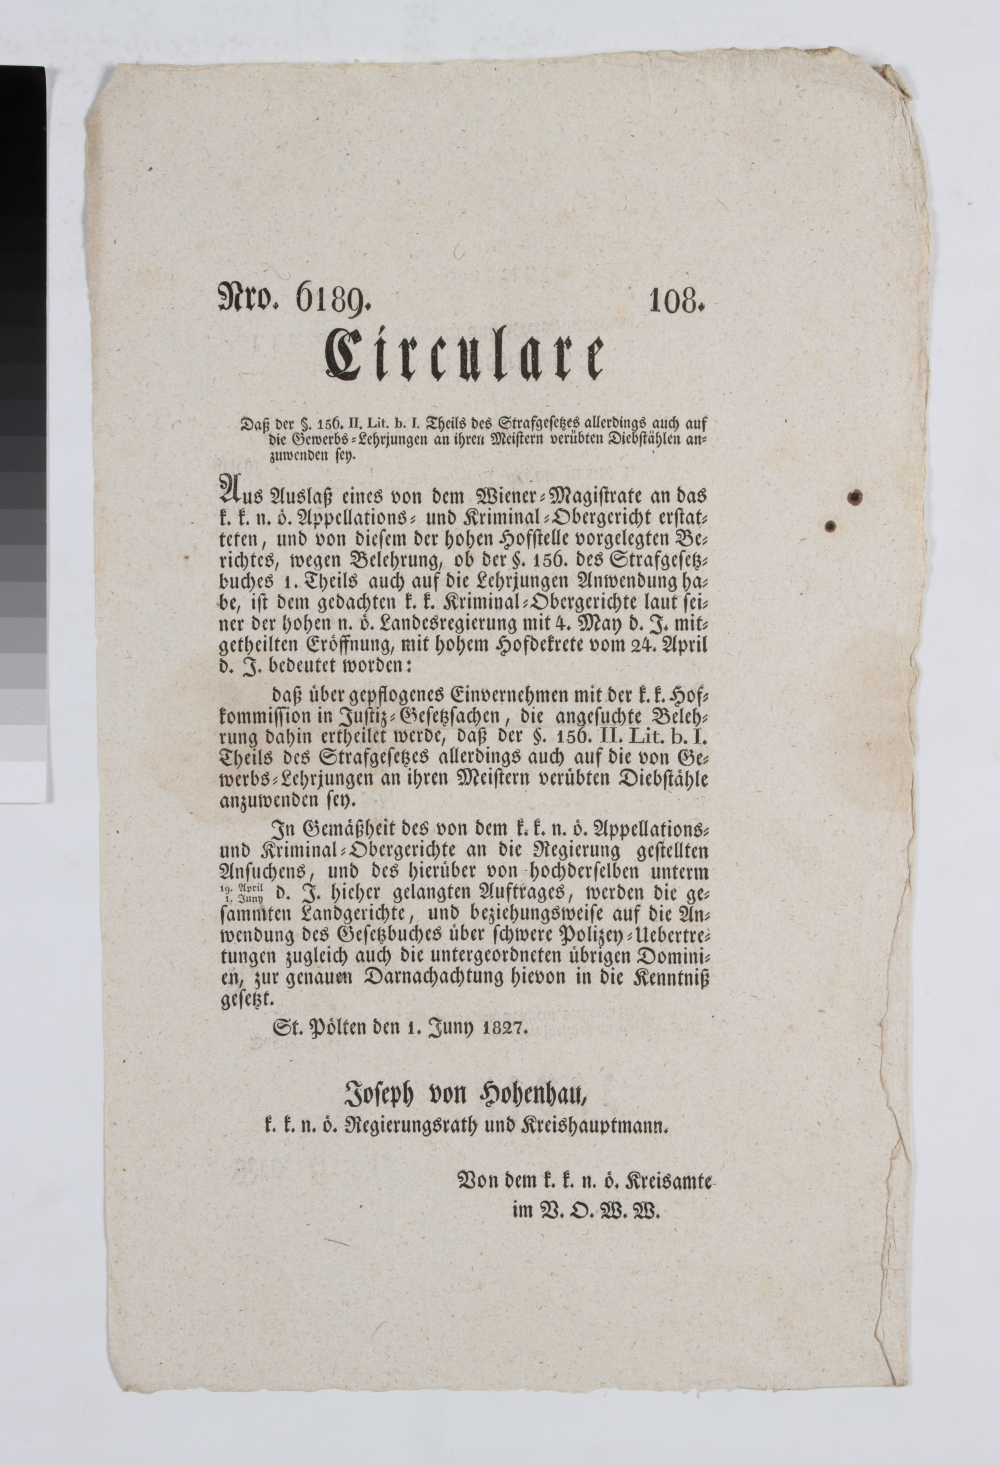 Nro. 6189. 108.
Circulare
Daß der §. 156. II. Lit. b. I. Theils des Strafgesetzes allerdings auch auf
die Gewerbs-Lehrjungen an ihren Meistern verübten Diebstählen an-
zuwenden sey.
Aus Auslaß eines von dem Wiener-Magistrate an das
k. k. n. ö. Appellations- und Kriminal-Obergericht erstat-
teten, und von diesem der hohen Hofstelle vorgelegten Be-
richtes, wegen Belehrung, ob der §. 156. des Strafgesetz-
buches 1. Theils auch auf die Lehrjungen Anwendung ha-
be, ist dem gedachten k. k. Kriminal-Obergerichte laut sei-
ner der hohen n. ö. Landesregierung mit 4. May d. J. mit-
getheilten Eröffnung, mit hohem Hofdekrete vom 24. April
d. J. bedeutet worden:
daß über gepflogenes Einvernehmen mit der k. k. Hof-
kommission in Justiz-Gesetzsachen, die angesuchte Beleh-
rung dahin ertheilet werde, daß der §. 156. II. Lit. b. I.
Theils des Strafgesetzes allerdings auch auf die von Ge-
werbs-Lehrjungen an ihren Meistern verübten Diebstähle
anzuwenden sey.
In Gemäßheit des von dem k. k. n. ö. Appellations-
und Kriminal-Obergerichte an die Regierung gestellten
Ansuchens, und des hierüber von hochderselben unterm
19. April
1. Juny d. J. hieher gelangten Auftrages, werden die ge-
sammten Landgerichte, und beziehungsweise auf die An-
wendung des Gesetzbuches über schwere Polizey-Uebertre-
tungen zugleich auch die untergeordneten übrigen Domini-
en, zur genauen Darnachachtung hievon in die Kenntniß
gesetzt.
St. Pölten den 1. Juny 1827.
Joseph von Hohenhau,
k. k. n. ö. Regierungsrath und Kreishauptmann.
Von dem k. k. n. ö. Kreisamte
im V. O. W. W.